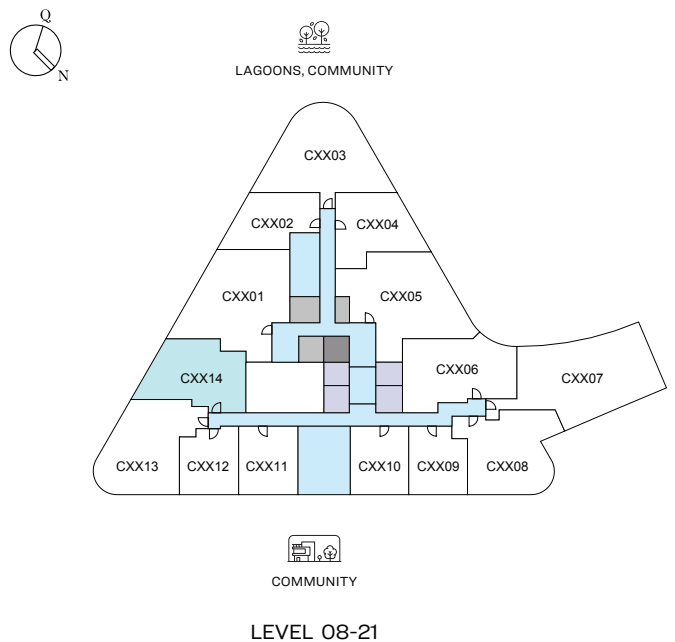 Q
N
LAGOONS, COMMUNITY
CXX03
CXX02
CXX04
CXX01
CXX05
CXX14
CXX06
CXX07
CXX13
CXX12
CXX11
CXX10
CXX09
CXX08
COMMUNITY
LEVEL 08-21